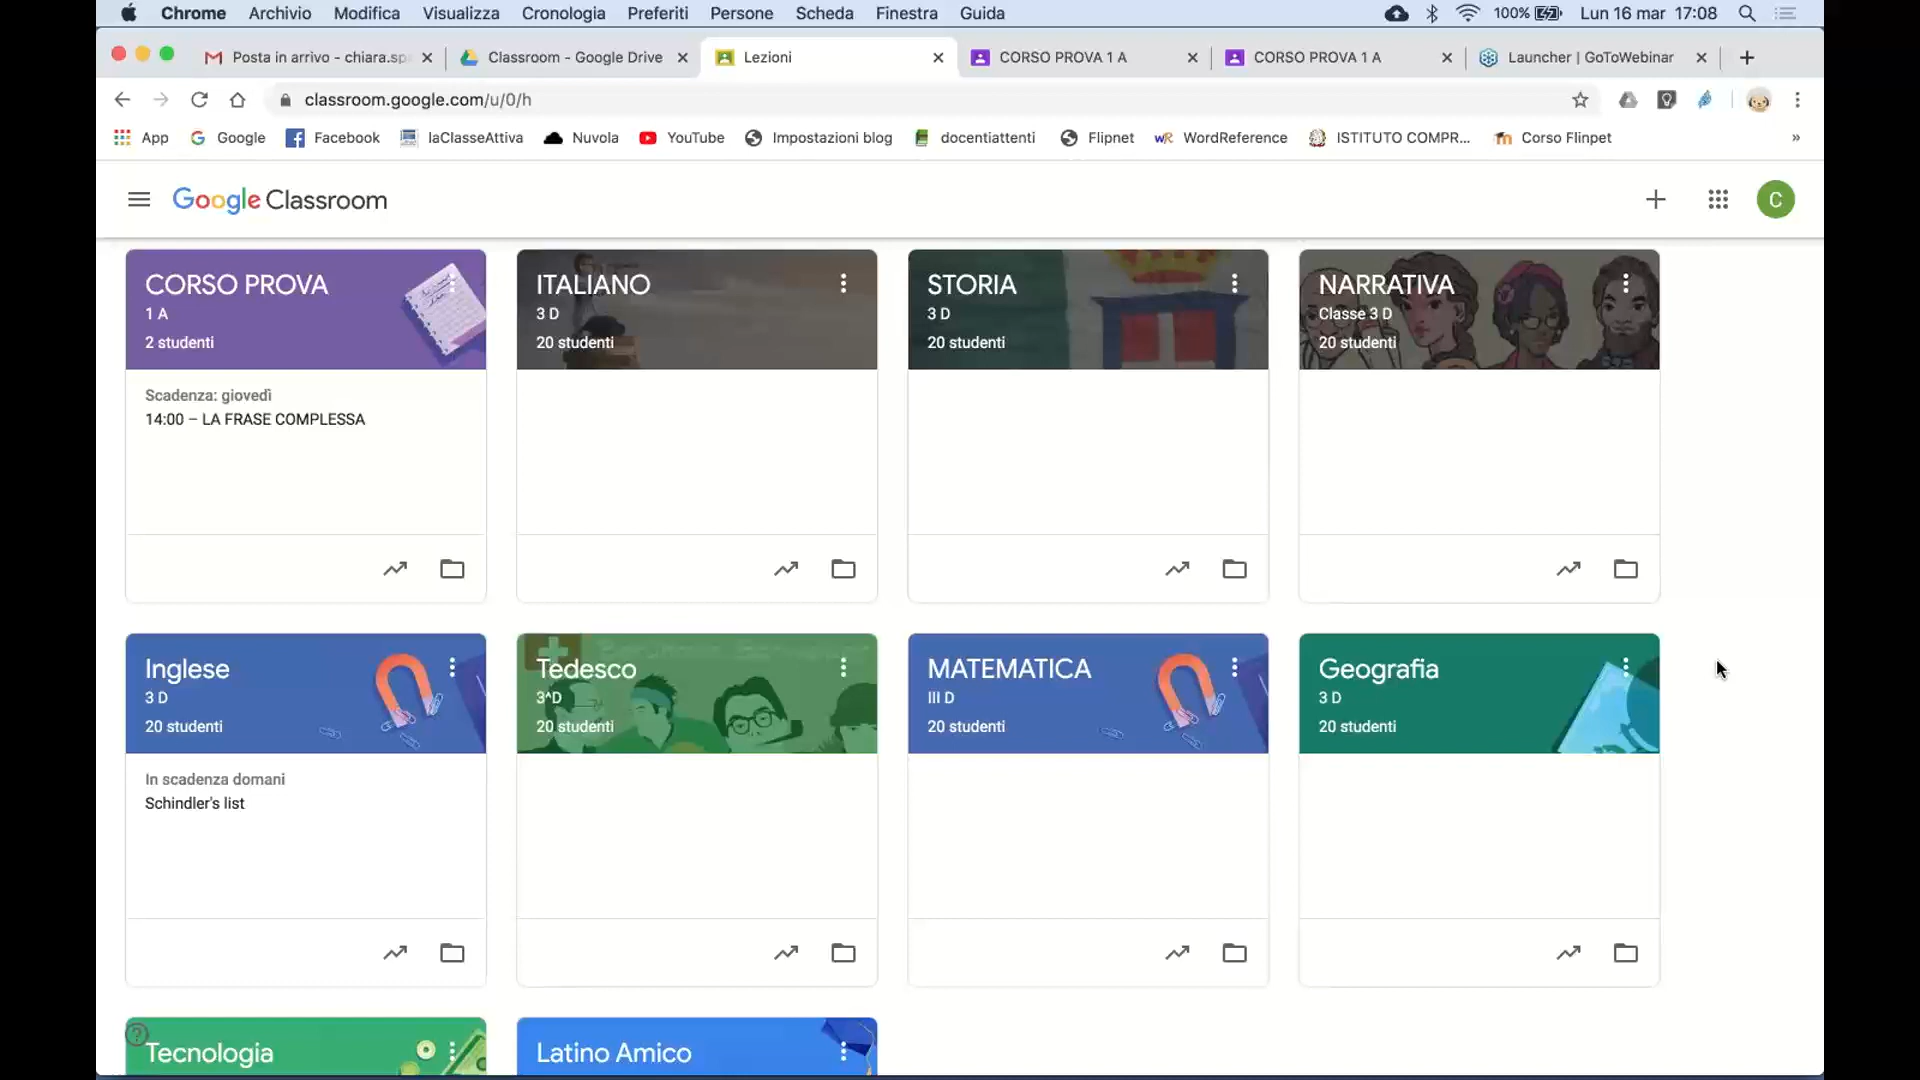 Chrome Archivio Modifica Visualizza Cronologia Preferiti Persone Scheda Finestra Guida 100% Lun 16 mar 17:08
Posta in arrivo - chiara.sp Classroom - Google Drive Lezioni CORSO PROVA 1 A CORSO PROVA 1 A Launcher | GoToWebinar
classroom.google.com/u/0/h
App Google Facebook laClasseAttiva Nuvola YouTube Impostazioni blog docentiattenti Flipnet WordReference ISTITUTO COMPR... Corso Flinpet »
Google Classroom C
CORSO PROVA
1 A
2 studenti
Scadenza: giovedì
14:00 – LA FRASE COMPLESSA
ITALIANO
3 D
20 studenti
STORIA
3 D
20 studenti
NARRATIVA
Classe 3 D
20 studenti
Inglese
3 D
20 studenti
In scadenza domani
Schindler's list
Tedesco
3^D
20 studenti
MATEMATICA
III D
20 studenti
Geografia
3 D
20 studenti
Tecnologia
Latino Amico